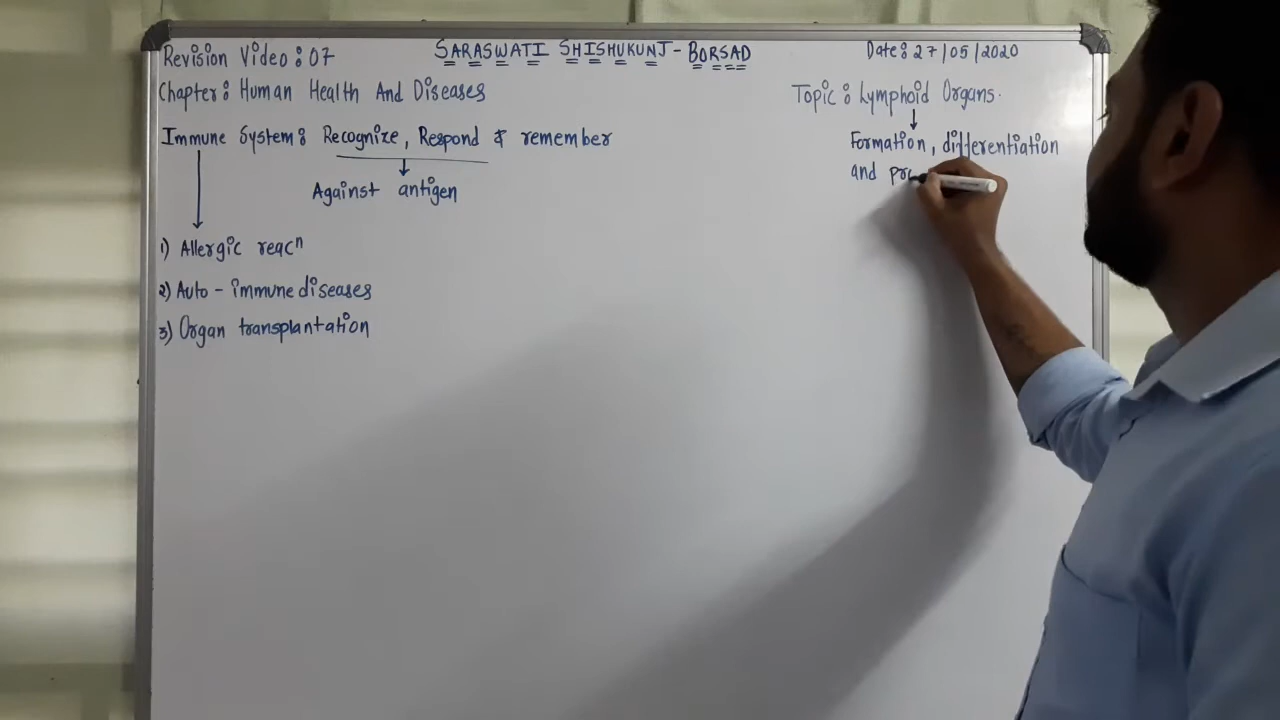 Revision Video : 07
SARASWATI SHISHUKUNJ - BORSAD
Date : 27/05/2020
Chapter : Human Health And Diseases
Topic : Lymphoid Organs.
Immune System : Recognize, Respond & remember
Formation, differentiation
and pro
Against antigen
1) Allergic reacⁿ
2) Auto - immune diseases
3) Organ transplantation